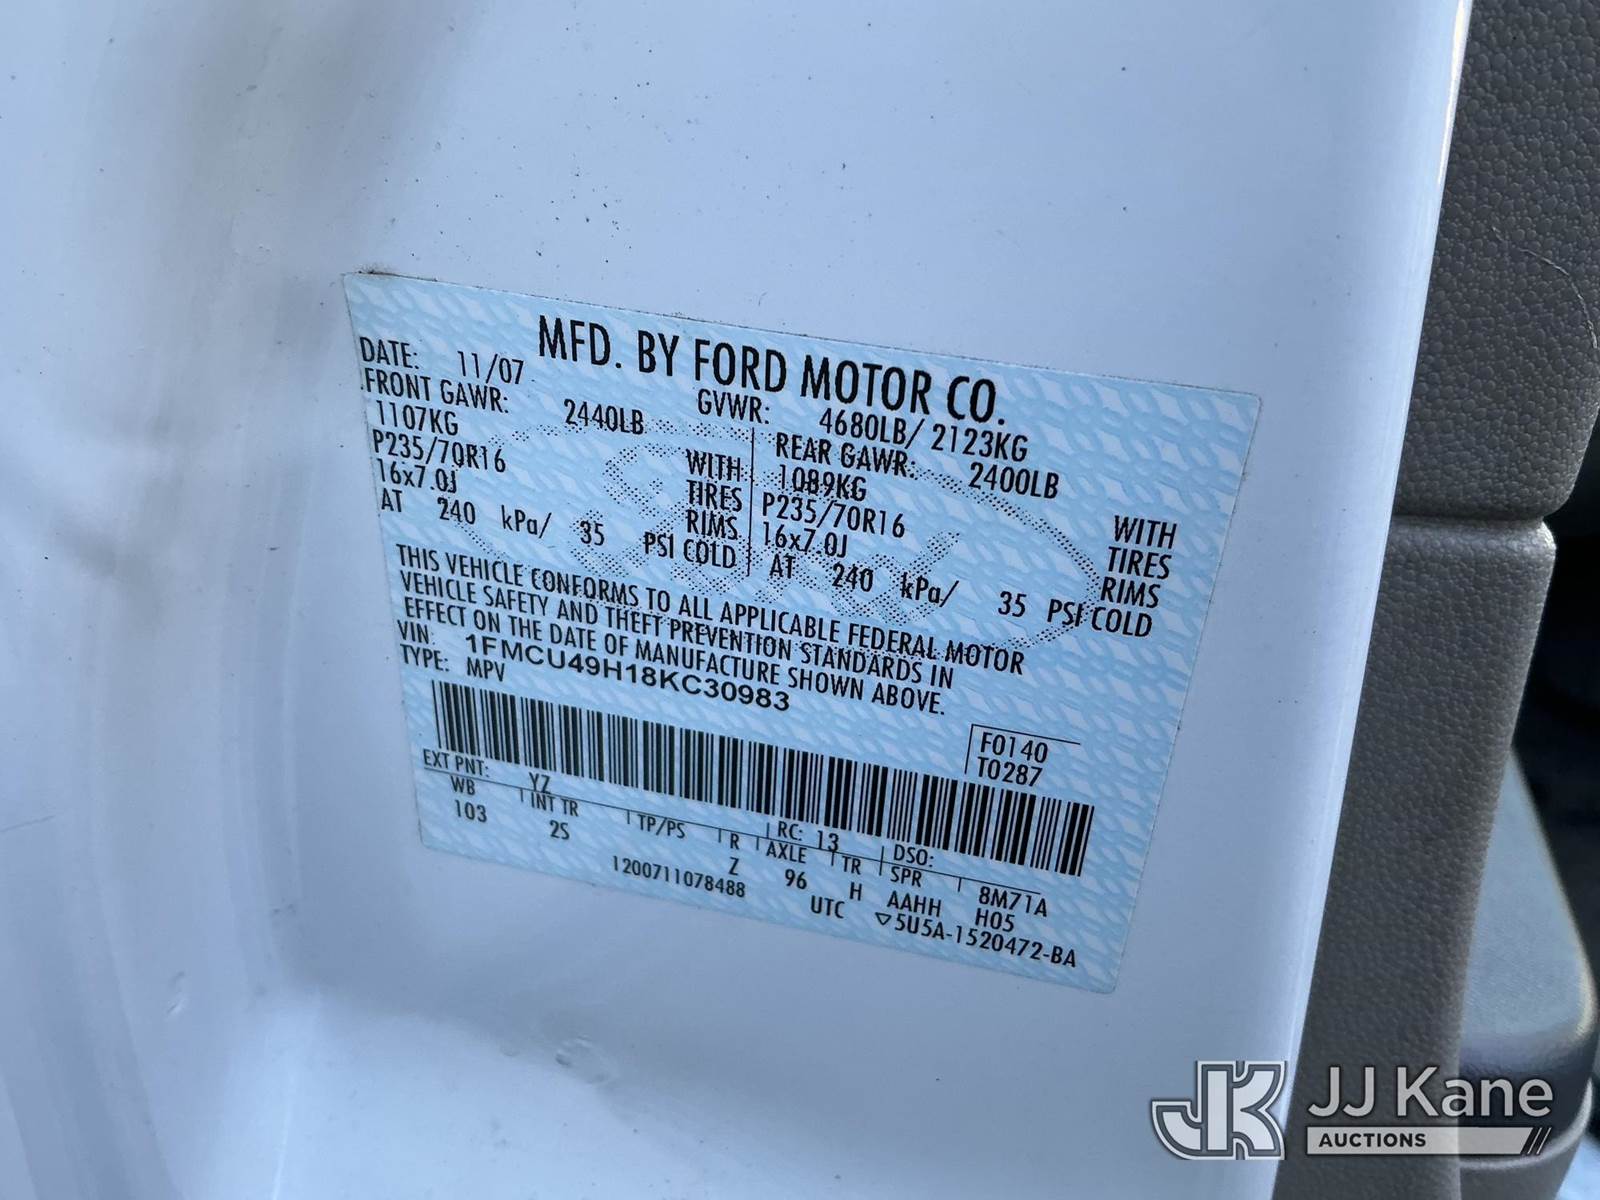 MFD. BY FORD MOTOR CO.
DATE: 11/07 GVWR: 4680LB/ 2123KG
FRONT GAWR: 2440LB REAR GAWR: 2400LB
1107KG WITH 1089KG WITH
P235/70R16 TIRES P235/70R16 TIRES
16x7.0J RIMS 16x7.0J RIMS
AT 240 kPa/ 35 PSI COLD AT 240 kPa/ 35 PSI COLD
THIS VEHICLE CONFORMS TO ALL APPLICABLE FEDERAL MOTOR
VEHICLE SAFETY AND THEFT PREVENTION STANDARDS IN
EFFECT ON THE DATE OF MANUFACTURE SHOWN ABOVE.
VIN: 1FMCU49H18KC30983
TYPE: MPV
F0140
T0287
EXT PNT: YZ RC: 13 DSO:
WB INT TR TP/PS R AXLE TR SPR 8M71A
103 2S Z 96 H AAHH H05
1200711078488 UTC ▽5U5A-1520472-BA
JK JJ Kane
AUCTIONS